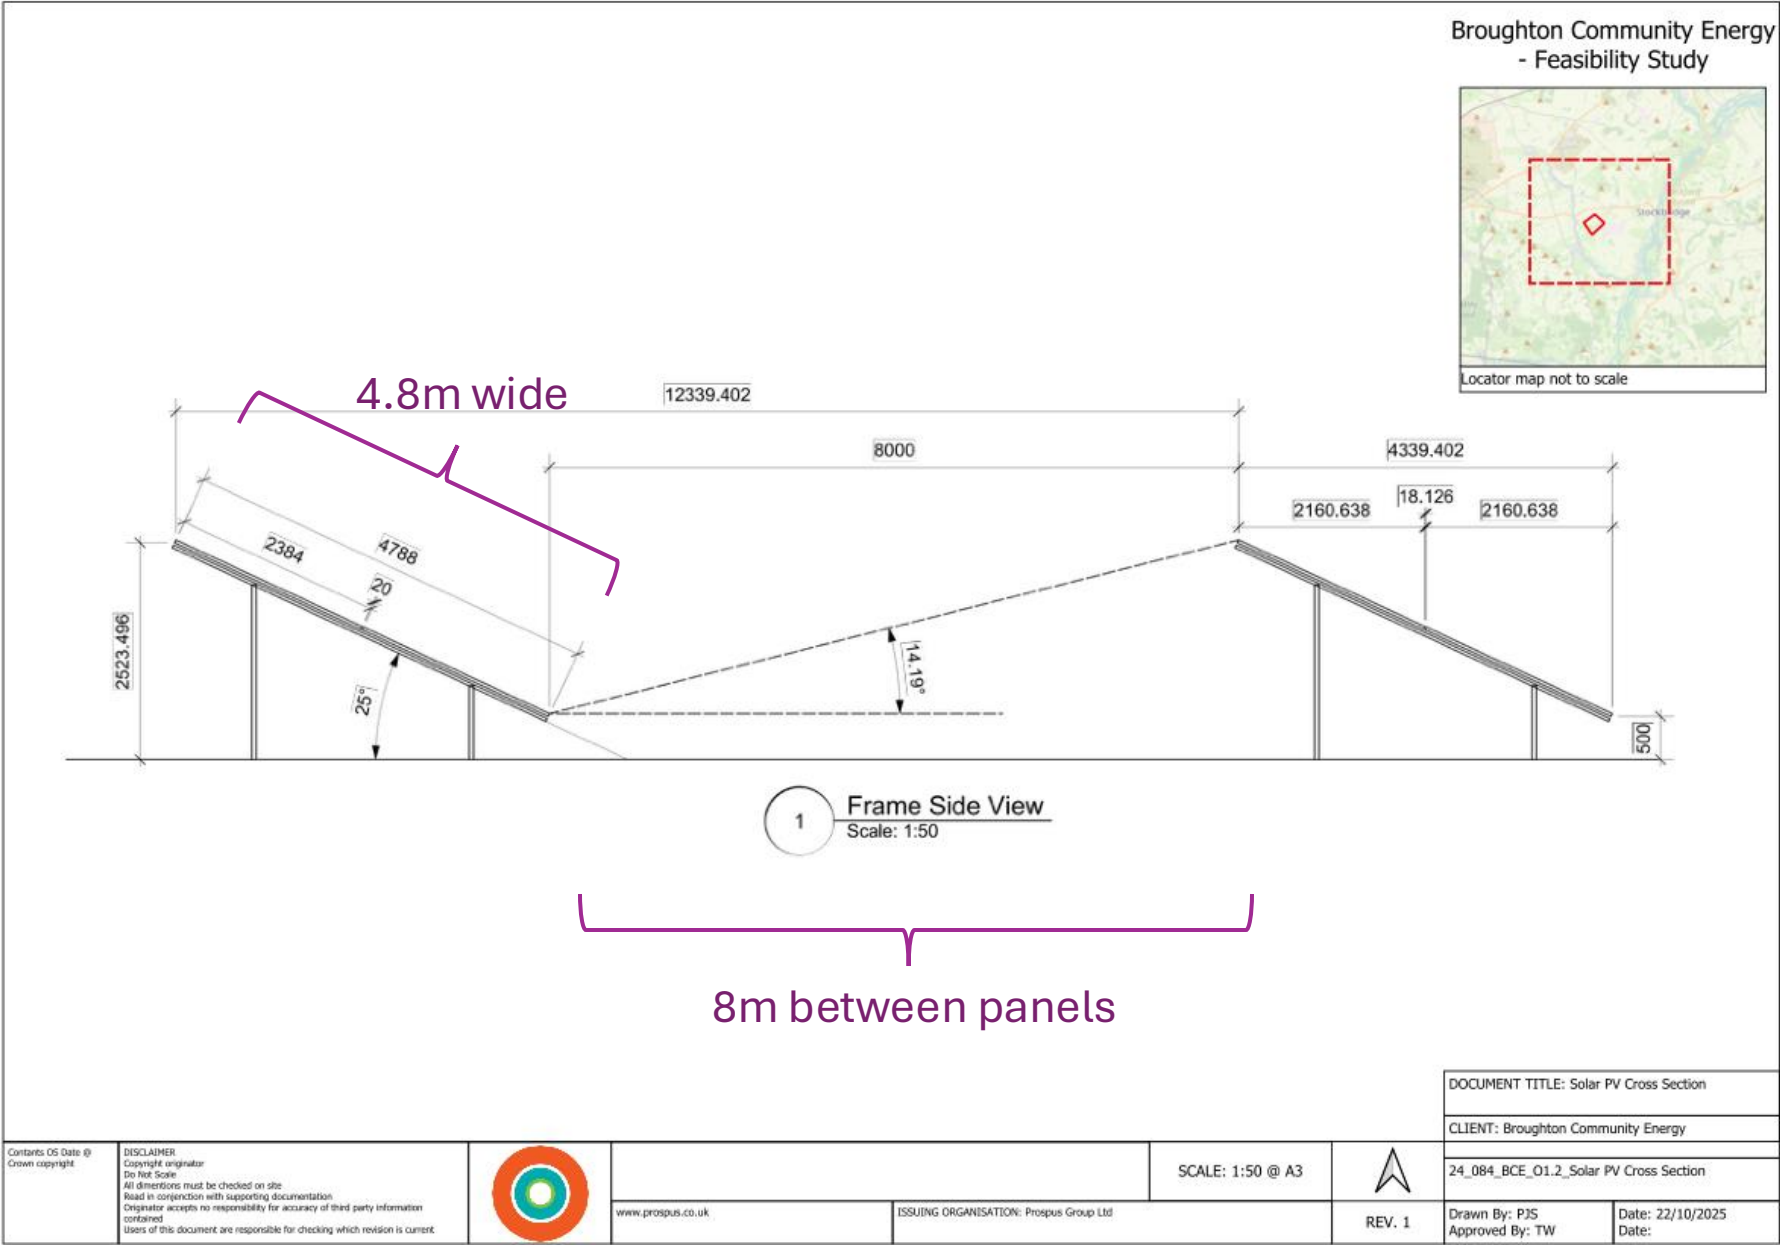 Broughton Community Energy
- Feasibility Study
Stockbridge
Locator map not to scale
4.8m wide
12339.402
8000
4339.402
2160.638
18.126
2160.638
2384
4788
20
2523.496
25°
14.19°
500
1
Frame Side View
Scale: 1:50
8m between panels
DOCUMENT TITLE: Solar PV Cross Section
CLIENT: Broughton Community Energy
24_084_BCE_O1.2_Solar PV Cross Section
Drawn By: PJS
Approved By: TW
Date: 22/10/2025
Date:
Contants OS Date @
Crown copyright
DISCLAIMER
Copyright originator
Do Not Scale
All dimentions must be checked on site
Read in conjenction with supporting documentation
Originator accepts no responsibility for accuracy of third party information
contained
Users of this document are responsible for checking which revision is current
www.prospus.co.uk
ISSUING ORGANISATION: Prospus Group Ltd
SCALE: 1:50 @ A3
REV. 1